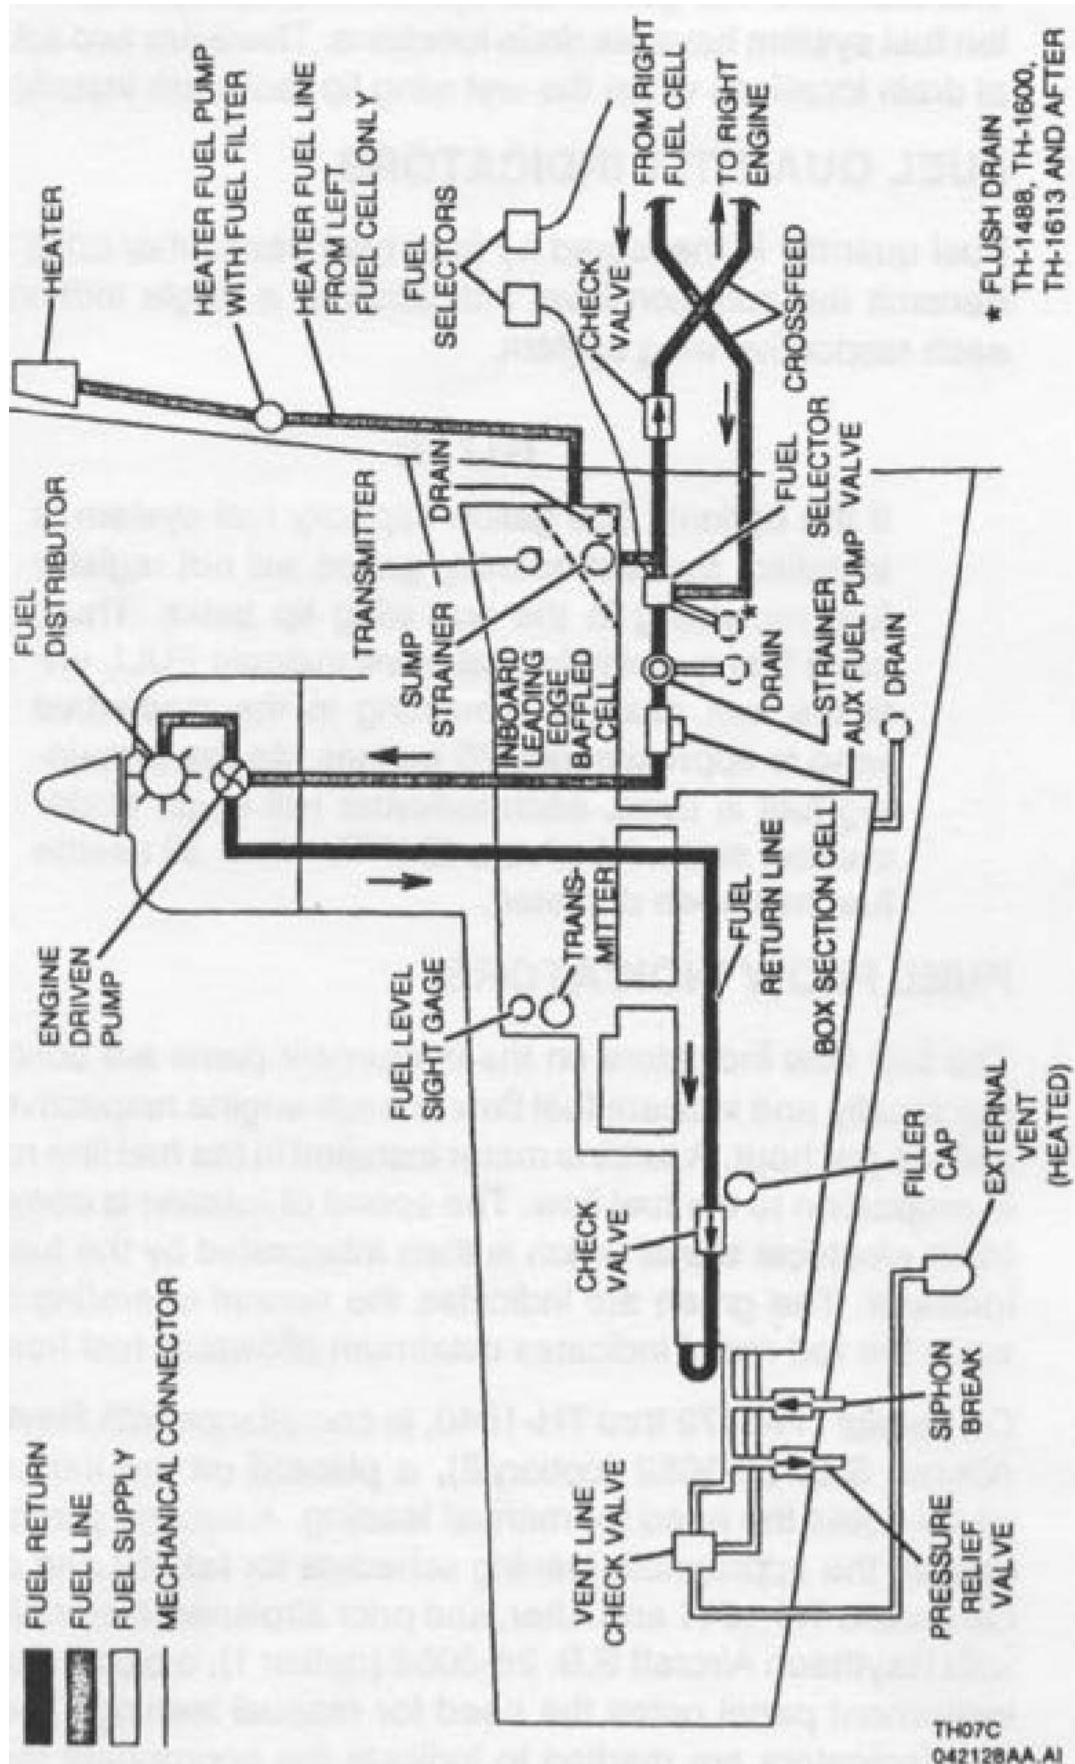 FUEL RETURN
FUEL LINE
FUEL SUPPLY
MECHANICAL CONNECTOR
ENGINE
DRIVEN
PUMP
FUEL
DISTRIBUTOR
HEATER
HEATER FUEL PUMP
WITH FUEL FILTER
HEATER FUEL LINE
FROM LEFT
FUEL CELL ONLY
FUEL
SELECTORS
TRANSMITTER
SUMP
STRAINER
DRAIN
INBOARD
LEADING
EDGE
BAFFLED
CELL
FUEL LEVEL
SIGHT GAGE
TRANS-
MITTER
CHECK
VALVE
CHECK
VALVE
FROM RIGHT
FUEL CELL
TO RIGHT
ENGINE
VENT LINE
CHECK VALVE
FUEL
RETURN LINE
BOX SECTION CELL
DRAIN
*
CROSSFEED
FUEL
SELECTOR
VALVE
STRAINER
AUX FUEL PUMP
DRAIN
FILLER
CAP
PRESSURE
RELIEF
VALVE
SIPHON
BREAK
EXTERNAL
VENT
(HEATED)
* FLUSH DRAIN
TH-1488, TH-1600,
TH-1613 AND AFTER
TH07C
042128AA.AI